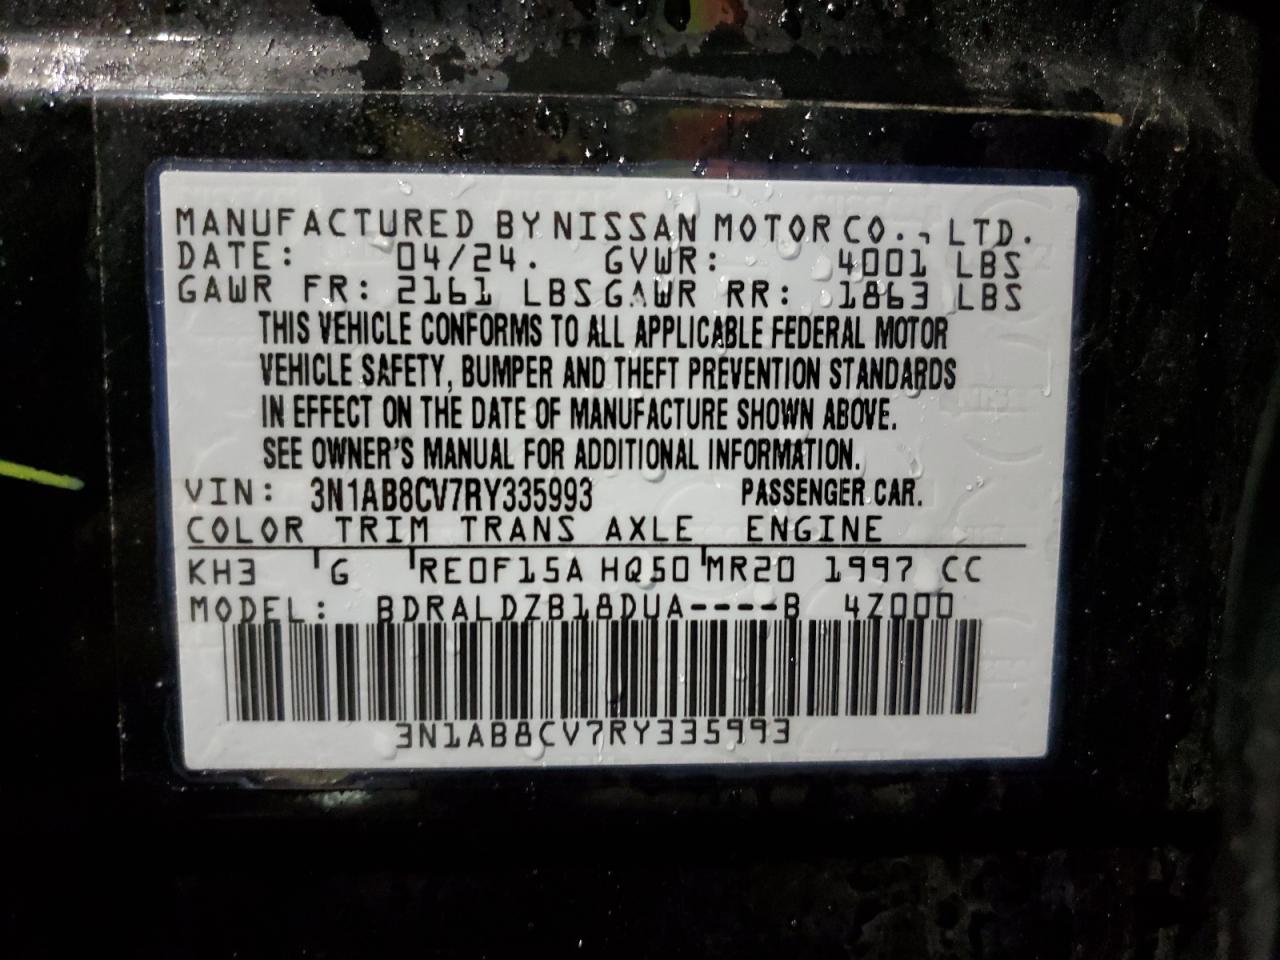 MANUFACTURED BY NISSAN MOTOR CO., LTD.
DATE: 04/24. GVWR: 4001 LBS
GAWR FR: 2161 LBS GAWR RR: 1863 LBS
THIS VEHICLE CONFORMS TO ALL APPLICABLE FEDERAL MOTOR
VEHICLE SAFETY, BUMPER AND THEFT PREVENTION STANDARDS
IN EFFECT ON THE DATE OF MANUFACTURE SHOWN ABOVE.
SEE OWNER'S MANUAL FOR ADDITIONAL INFORMATION.
VIN: 3N1AB8CV7RY335993 PASSENGER CAR.
COLOR TRIM TRANS AXLE ENGINE
KH3 G RE0F15A HQ50 MR20 1997 CC
MODEL: BDRALDZB18DUA----B 4Z000
3N1AB8CV7RY335993